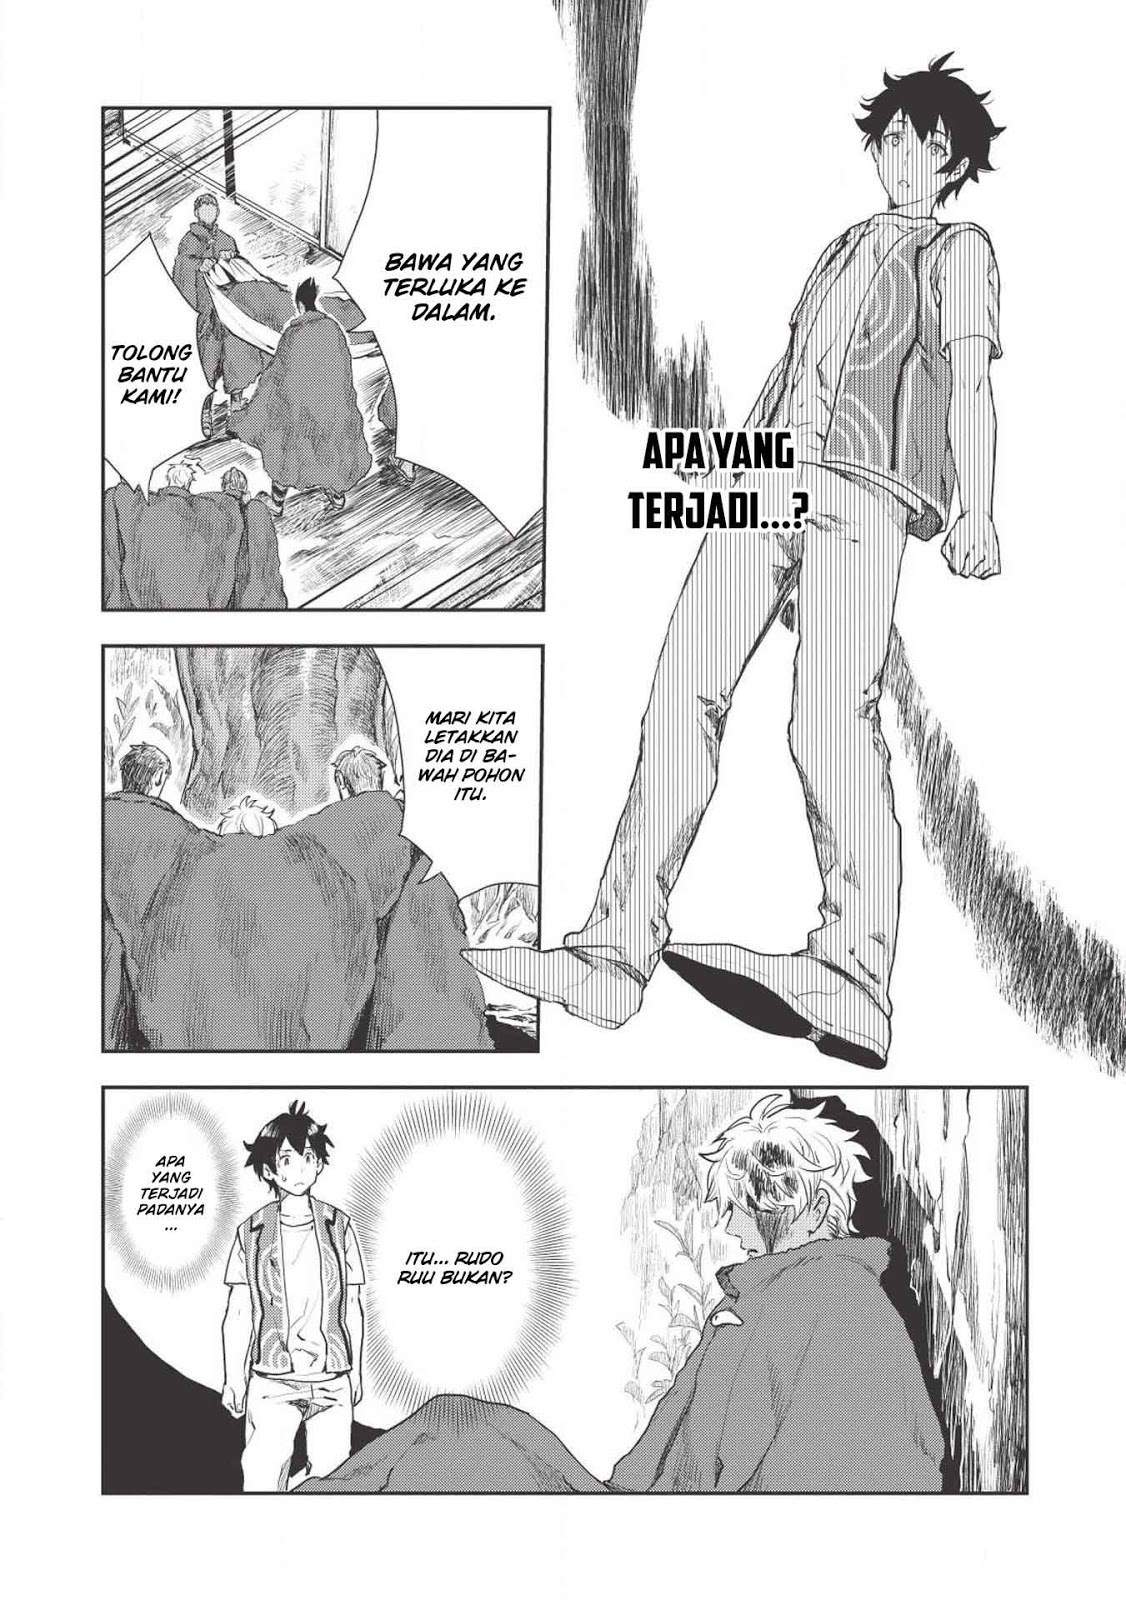 APA YANG
TERJADI...?
BAWA YANG
TERLUKA KE
DALAM.
TOLONG
BANTU
KAMI!
MARI KITA
LETAKKAN
DIA DI BA-
WAH POHON
ITU.
ITU... RUDO
RUU BUKAN?
APA
YANG
TERJADI
PADANYA
...